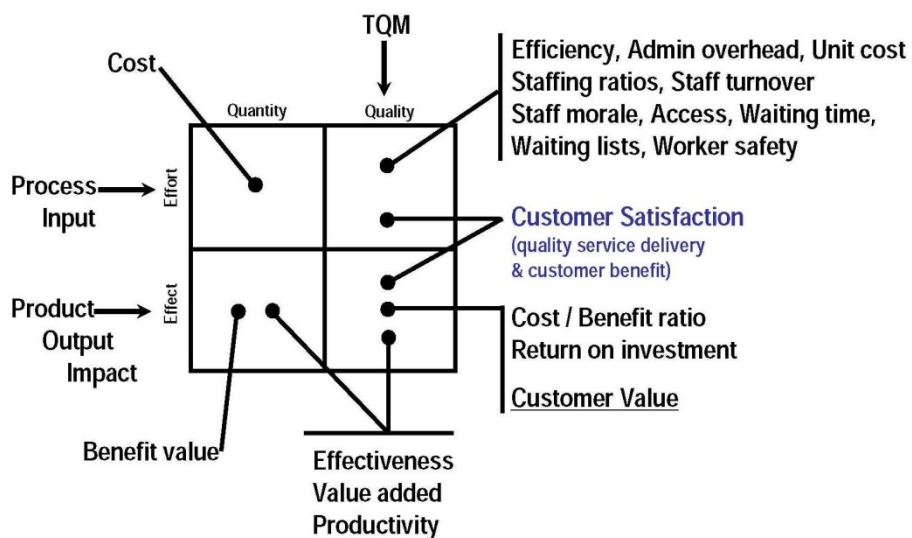 TQM
Cost
Efficiency, Admin overhead, Unit cost
Staffing ratios, Staff turnover
Staff morale, Access, Waiting time,
Waiting lists, Worker safety
Quantity
Quality
Process
Input
Effort
Customer Satisfaction
(quality service delivery
& customer benefit)
Product
Output
Impact
Effect
Cost / Benefit ratio
Return on investment
Customer Value
Benefit value
Effectiveness
Value added
Productivity